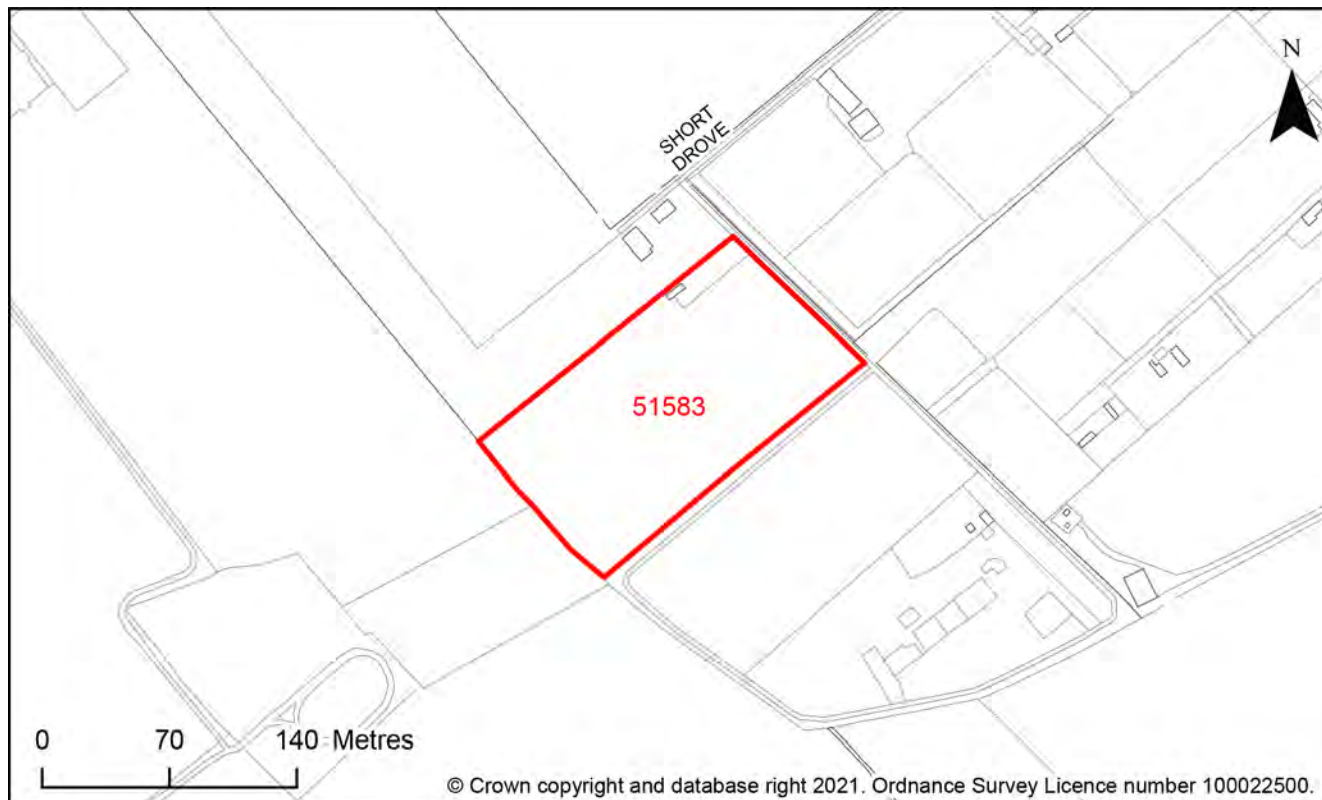 N
SHORT
DROVE
51583
0 70 140 Metres
© Crown copyright and database right 2021. Ordnance Survey Licence number 100022500.